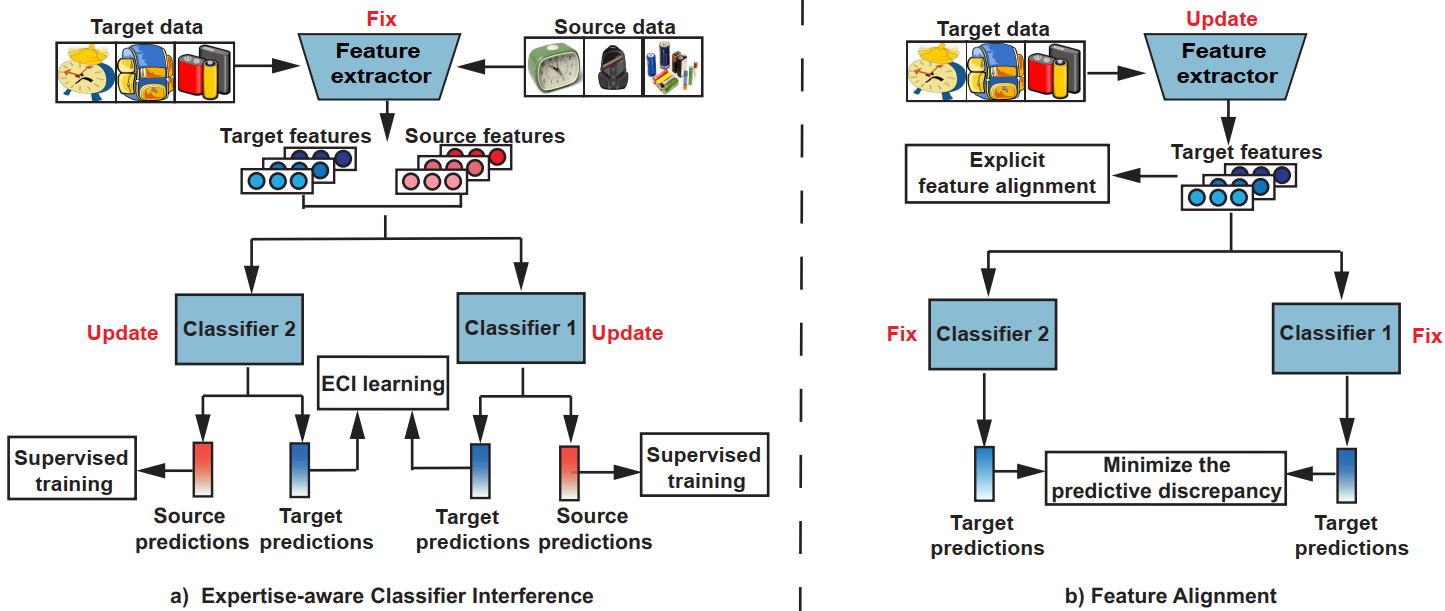 Target data
Fix
Source data
Feature
extractor
Target features
Source features
Update
Classifier 2
Classifier 1
Update
ECI learning
Supervised
training
Supervised
training
Source
predictions
Target
predictions
Target
predictions
Source
predictions
a) Expertise-aware Classifier Interference
Target data
Update
Feature
extractor
Explicit
feature alignment
Target features
Fix
Classifier 2
Classifier 1
Fix
Minimize the
predictive discrepancy
Target
predictions
Target
predictions
b) Feature Alignment